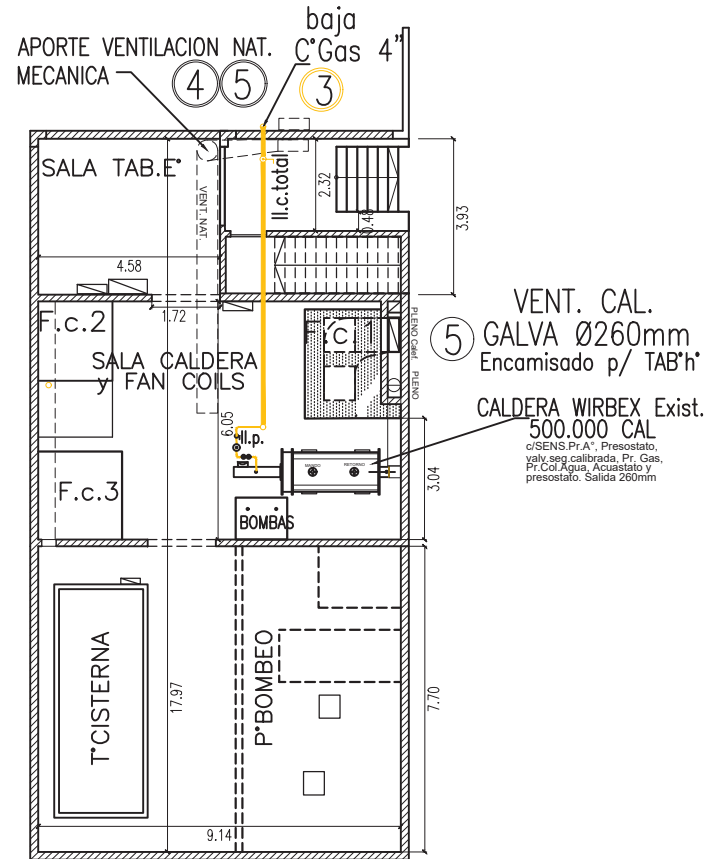 baja
C°Gas 4"
APORTE VENTILACION NAT.
MECANICA
4
5
3
SALA TAB.E°
VENT. NAT.
ll.c.total
2.32
0.48
3.93
4.58
1.72
F.c.2
F.c.1
SALA CALDERA
y FAN COILS
PLENO Calef.
PLENO
VENT. CAL.
5
GALVA Ø260mm
Encamisado p/ TAB°h°
CALDERA WIRBEX Exist.
500.000 CAL
c/SENS.Pr.A°, Presostato,
valv.seg.calibrada, Pr. Gas,
Pr.Col.Agua, Acuastato y
presostato. Salida 260mm
6.05
ll.p.
MANDO
RETORNO
3.04
F.c.3
BOMBAS
T°CISTERNA
17.97
P°BOMBEO
7.70
9.14